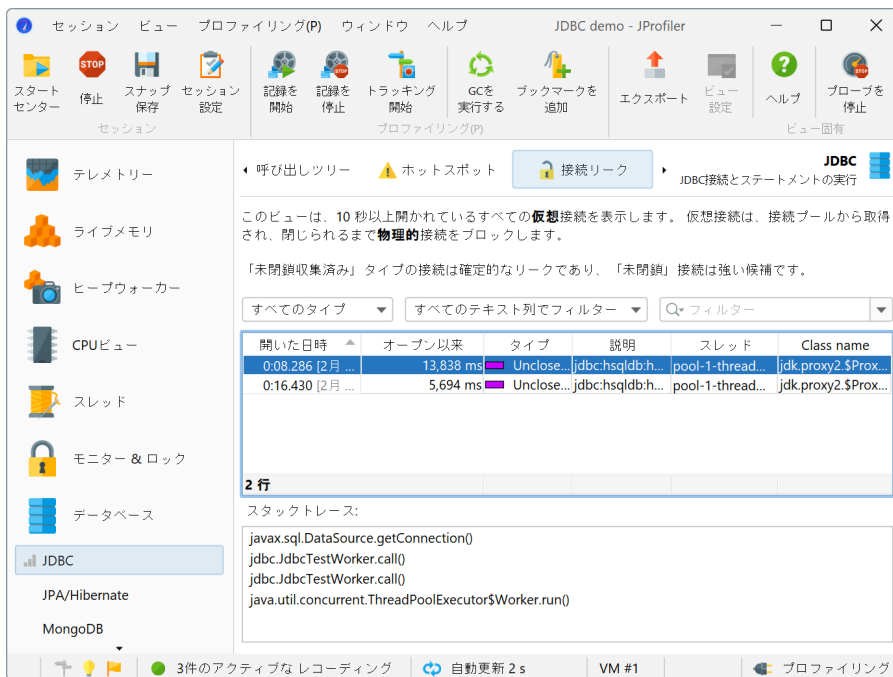 セッション ビュー プロファイリング(P) ウィンドウ ヘルプ JDBC demo - JProfiler
スタート
センター
STOP
停止
スナップ
保存
セッション
設定
セッション
記録を
開始
STOP
記録を
停止
トラッキング
開始
プロファイリング(P)
GCを
実行する
ブックマークを
追加
エクスポート
ビュー
設定
ヘルプ
STOP
プローブを
停止
ビュー固有
テレメトリー
ライブメモリ
ヒープウォーカー
CPUビュー
スレッド
モニター & ロック
データベース
JDBC
JPA/Hibernate
MongoDB
呼び出しツリー ホットスポット 接続リーク
JDBC
JDBC接続とステートメントの実行
このビューは、10 秒以上開かれているすべての仮想接続を表示します。 仮想接続は、接続プールから取得
され、閉じられるまで物理的接続をブロックします。
「未閉鎖収集済み」タイプの接続は確定的なリークであり、「未閉鎖」接続は強い候補です。
すべてのタイプ すべてのテキスト列でフィルター フィルター
開いた日時 オープン以来 タイプ 説明 スレッド Class name
0:08.286 [2月 ... 13,838 ms Unclose... jdbc:hsqldb:h... pool-1-thread... jdk.proxy2.$Prox...
0:16.430 [2月 ... 5,694 ms Unclose... jdbc:hsqldb:h... pool-1-thread... jdk.proxy2.$Prox...
2 行
スタックトレース:
javax.sql.DataSource.getConnection()
jdbc.JdbcTestWorker.call()
jdbc.JdbcTestWorker.call()
java.util.concurrent.ThreadPoolExecutor$Worker.run()
3件のアクティブな レコーディング 自動更新 2 s VM #1 プロファイリング